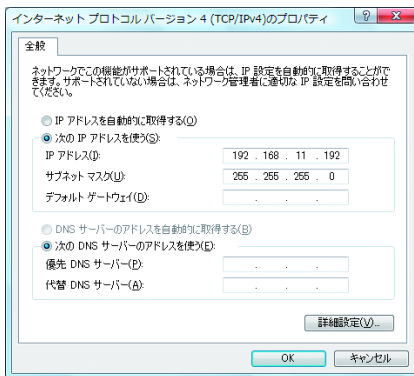 インターネット プロトコル バージョン 4 (TCP/IPv4)のプロパティ
全般
ネットワークでこの機能がサポートされている場合は、IP 設定を自動的に取得することがで
きます。サポートされていない場合は、ネットワーク管理者に適切な IP 設定を問い合わせ
てください。
IP アドレスを自動的に取得する(O)
次の IP アドレスを使う(S):
IP アドレス(I): 192 . 168 . 11 . 192
サブネット マスク(U): 255 . 255 . 255 . 0
デフォルト ゲートウェイ(D): . . .
DNS サーバーのアドレスを自動的に取得する(B)
次の DNS サーバーのアドレスを使う(E):
優先 DNS サーバー(P): . . .
代替 DNS サーバー(A): . . .
詳細設定(V)...
OK キャンセル